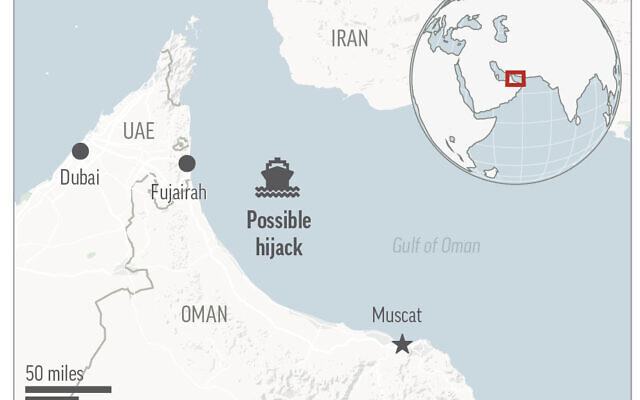 IRAN
UAE
Dubai
Fujairah
Possible
hijack
Gulf of Oman
OMAN
Muscat
50 miles